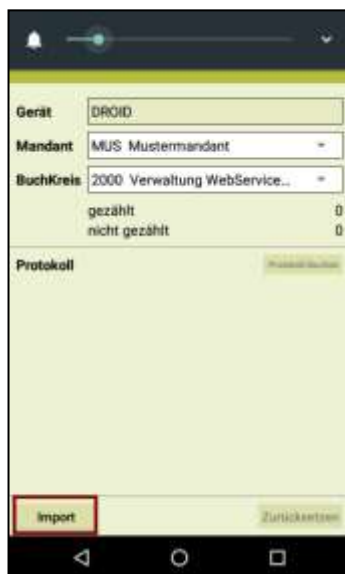 Gerät DROID
Mandant MUS Mustermandant
BuchKreis 2000 Verwaltung WebService...
gezählt 0
nicht gezählt 0
Protokoll
Import Zurücksetzen